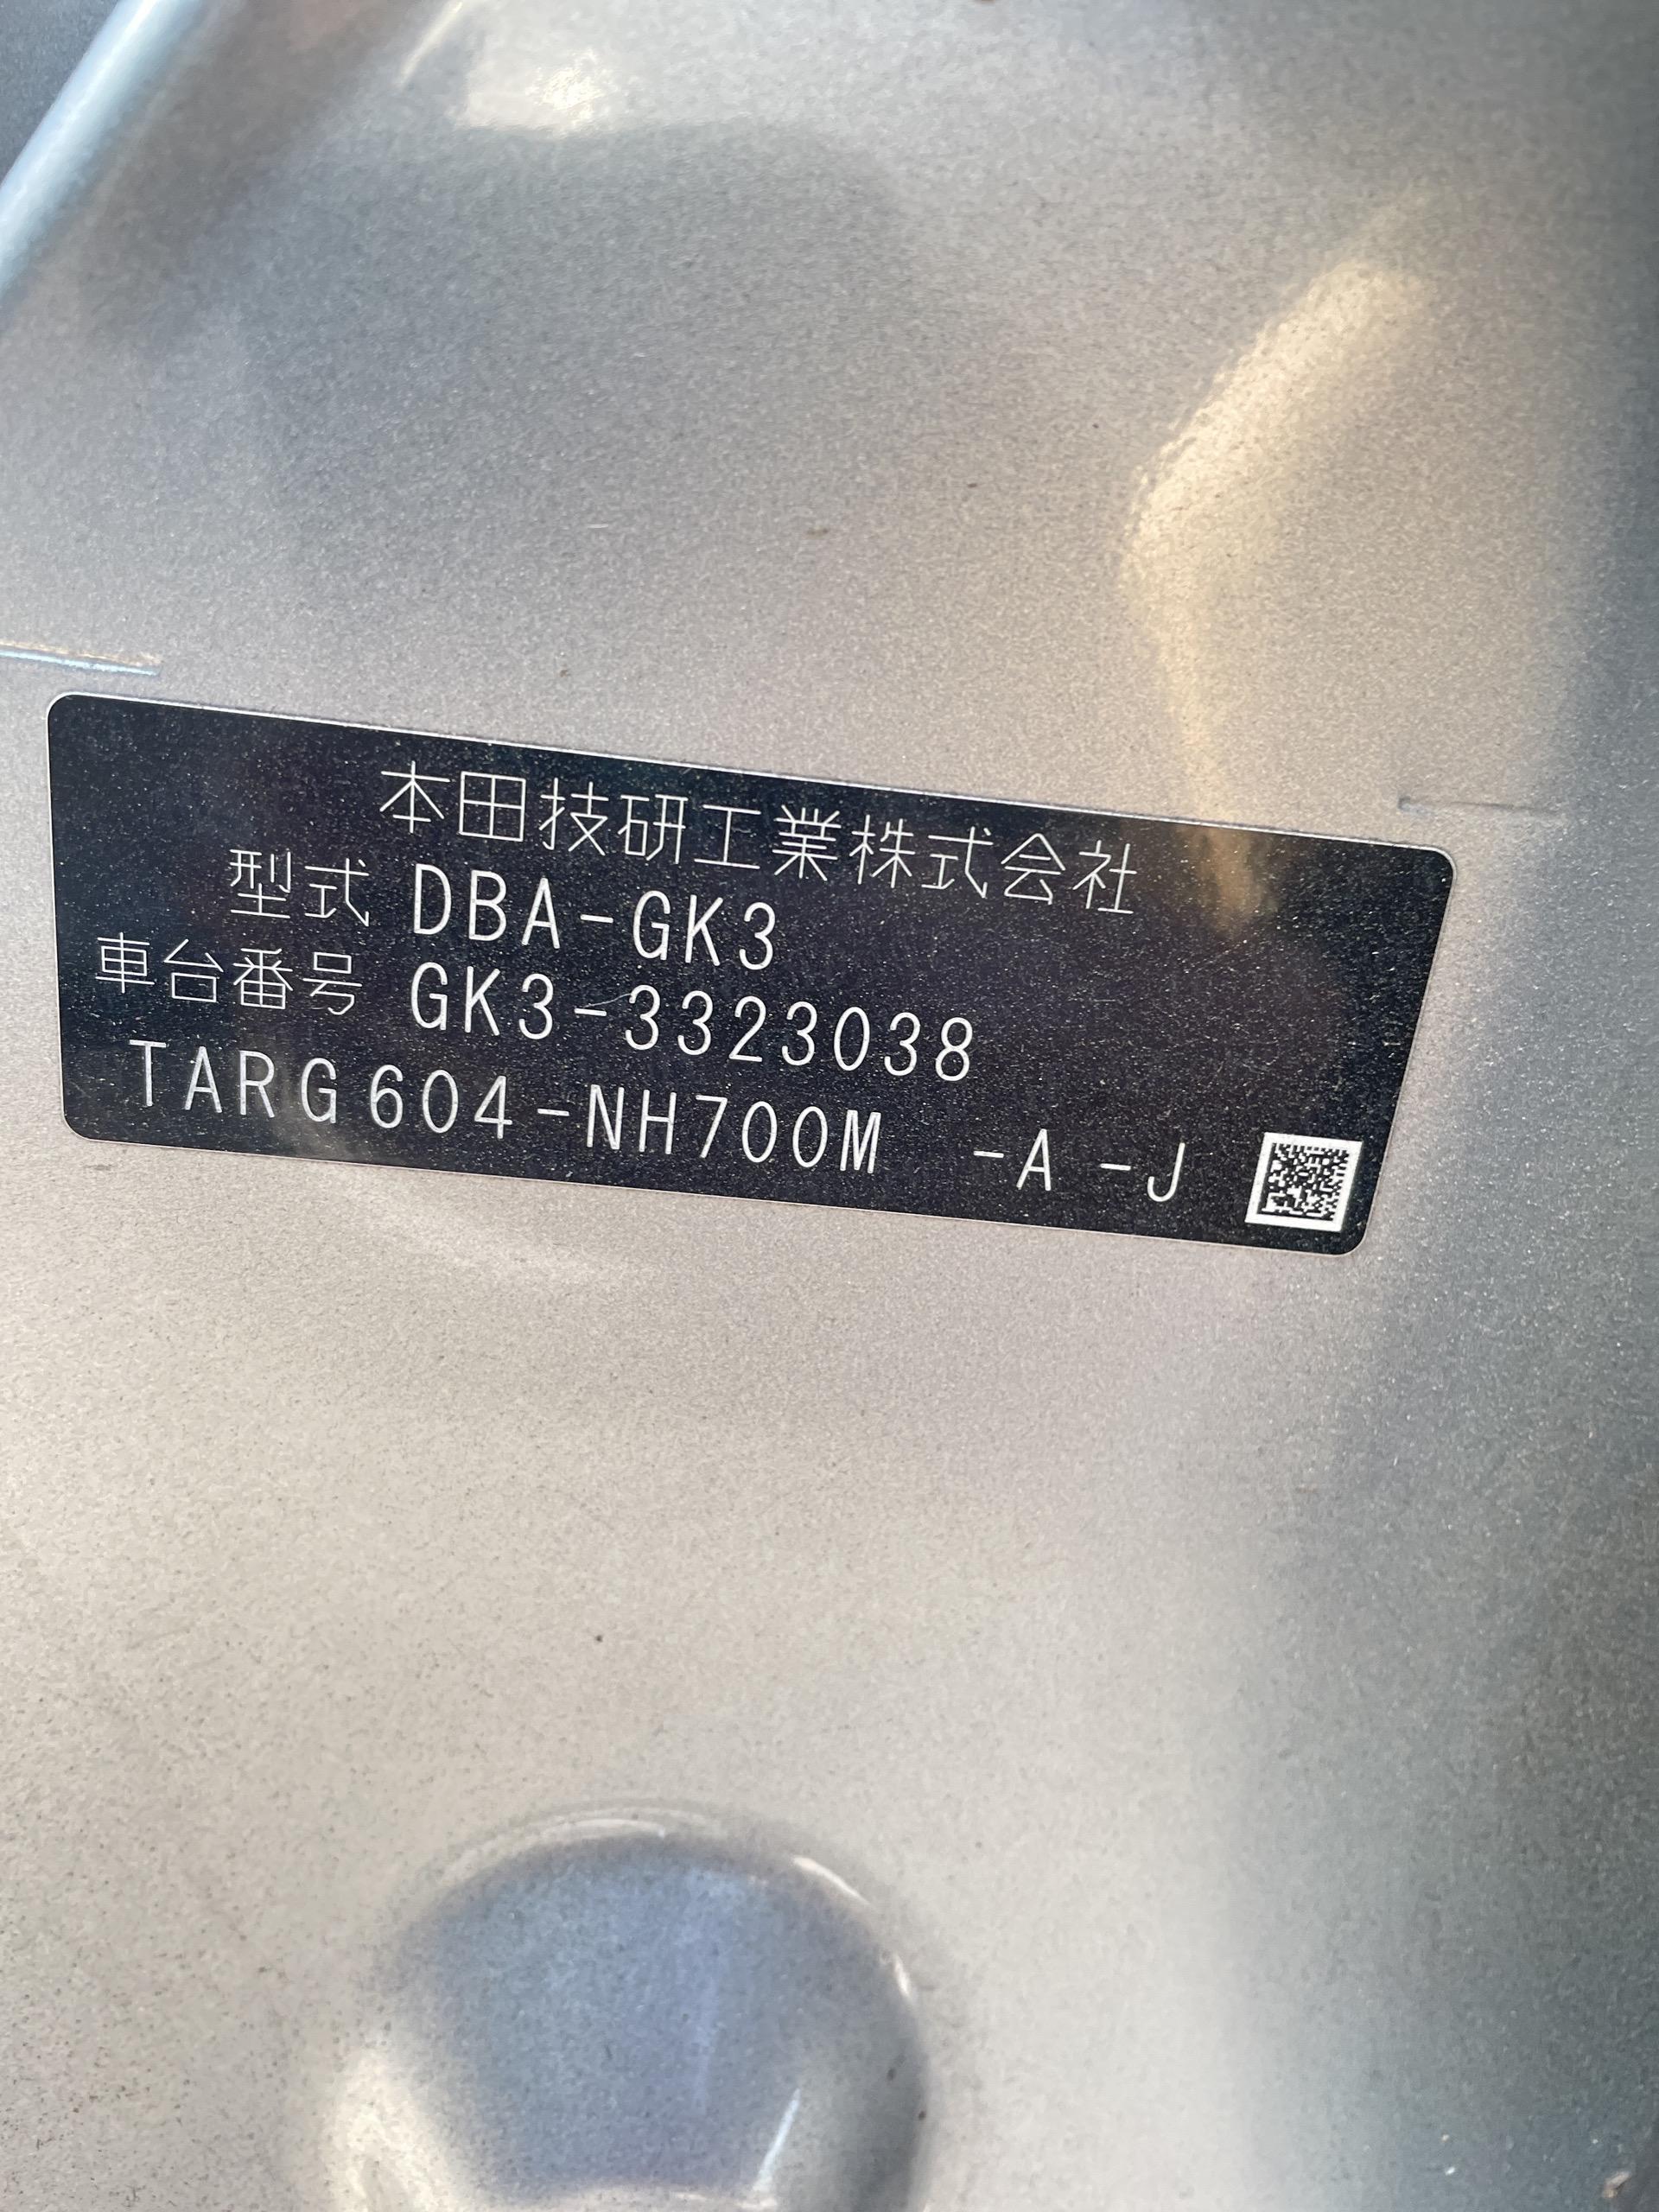 本田技研工業株式会社
型式 DBA-GK3
車台番号 GK3-3323038
TARG604-NH700M -A -J